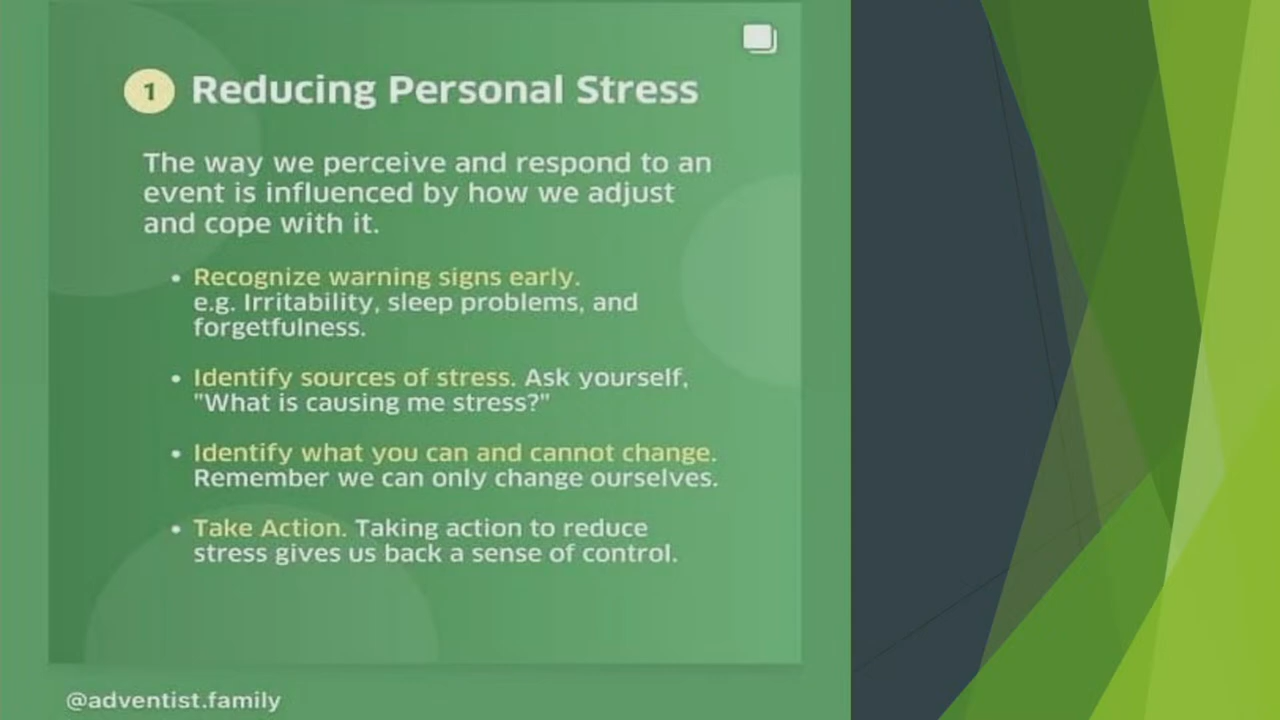 1 Reducing Personal Stress
The way we perceive and respond to an
event is influenced by how we adjust
and cope with it.
• Recognize warning signs early.
e.g. Irritability, sleep problems, and
forgetfulness.
• Identify sources of stress. Ask yourself,
"What is causing me stress?"
• Identify what you can and cannot change.
Remember we can only change ourselves.
• Take Action. Taking action to reduce
stress gives us back a sense of control.
@adventist.family